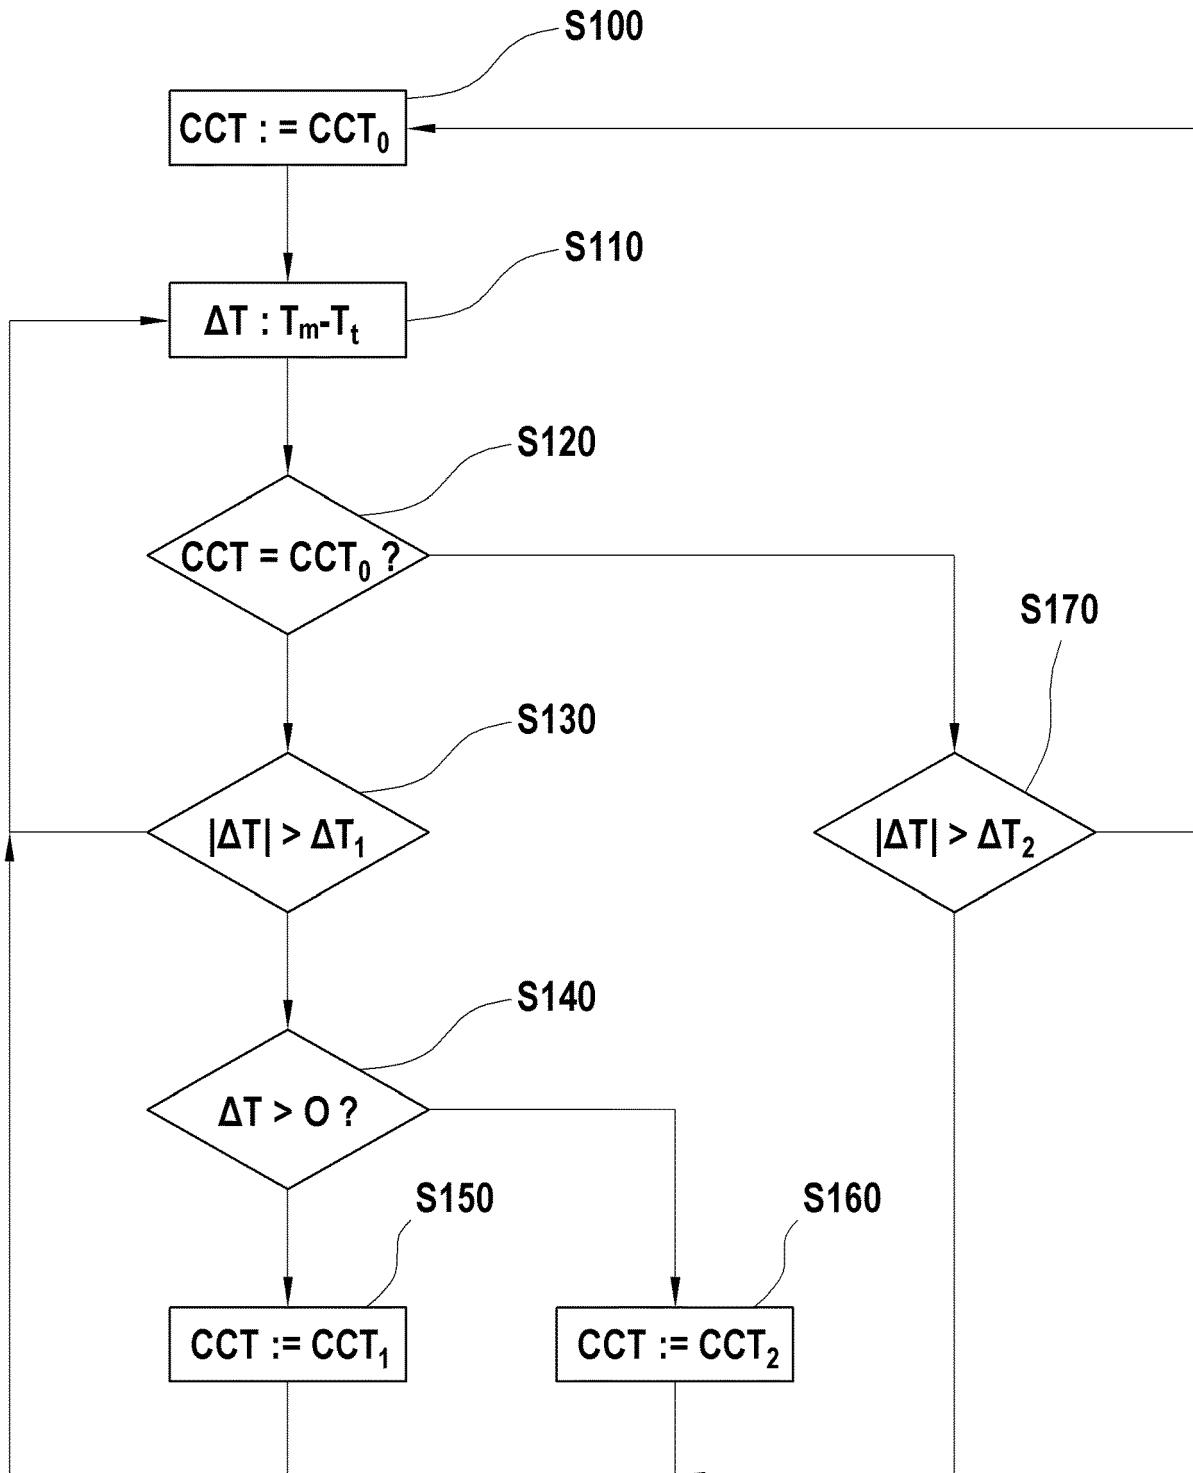 S100
CCT : = CCT₀
S110
ΔT : Tₘ-Tₜ
S120
CCT = CCT₀ ?
S170
S130
|ΔT| > ΔT₁
|ΔT| > ΔT₂
S140
ΔT > O ?
S150
S160
CCT := CCT₁
CCT := CCT₂